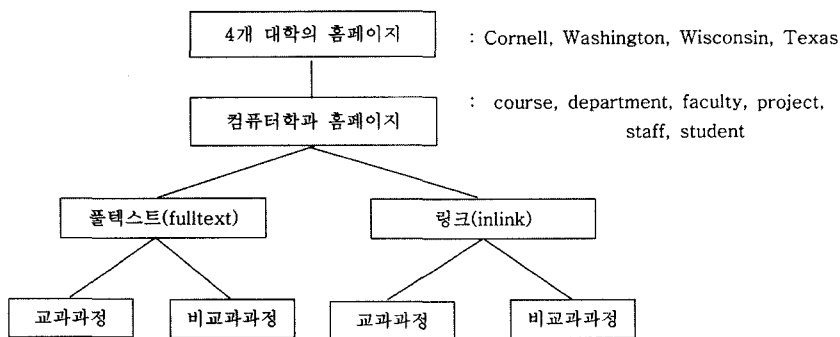 4개 대학의 홈페이지 : Cornell, Washington, Wisconsin, Texas
컴퓨터학과 홈페이지 : course, department, faculty, project,
staff, student
풀텍스트(fulltext) 링크(inlink)
교과과정 비교과과정 교과과정 비교과과정